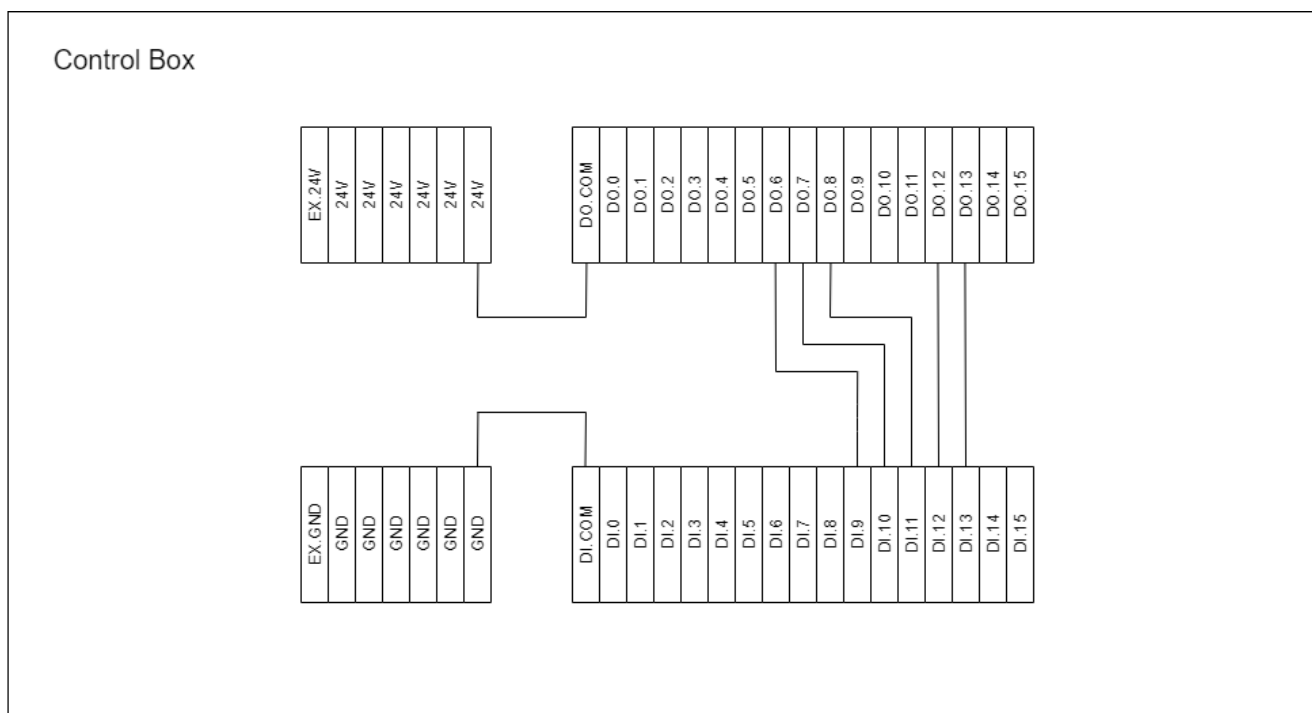 Control Box
EX.24V
24V
24V
24V
24V
24V
24V
DO.COM
DO.0
DO.1
DO.2
DO.3
DO.4
DO.5
DO.6
DO.7
DO.8
DO.9
DO.10
DO.11
DO.12
DO.13
DO.14
DO.15
EX.GND
GND
GND
GND
GND
GND
GND
DI.COM
DI.0
DI.1
DI.2
DI.3
DI.4
DI.5
DI.6
DI.7
DI.8
DI.9
DI.10
DI.11
DI.12
DI.13
DI.14
DI.15